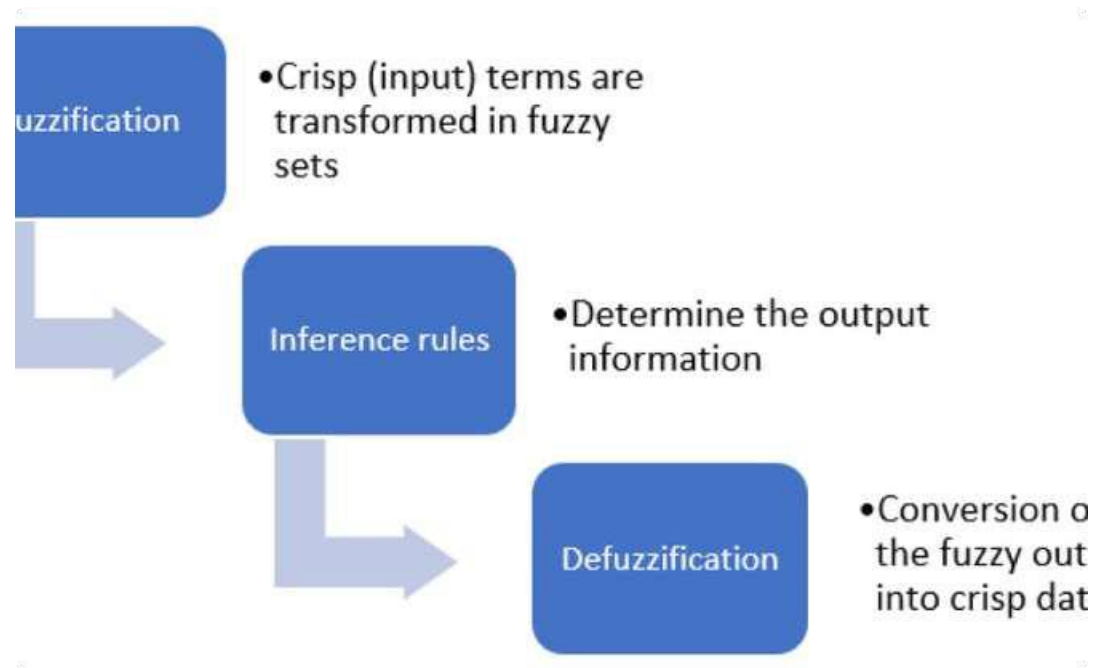 uzzification
•Crisp (input) terms are
transformed in fuzzy
sets
Inference rules
•Determine the output
information
Defuzzification
•Conversion o
the fuzzy out
into crisp dat